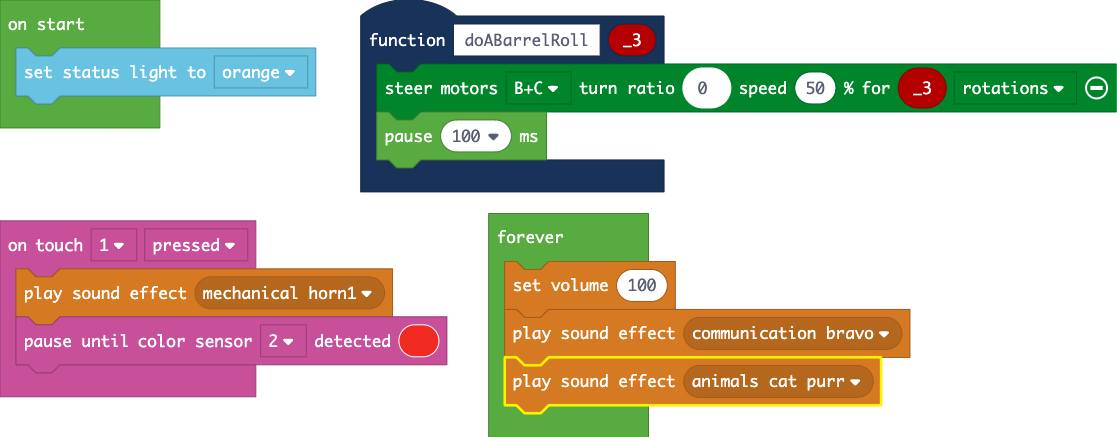 on start
set status light to orange
function doABarrelRoll _3
steer motors B+C turn ratio 0 speed 50 % for _3 rotations
pause 100 ms
on touch 1 pressed
play sound effect mechanical horn1
pause until color sensor 2 detected
forever
set volume 100
play sound effect communication bravo
play sound effect animals cat purr